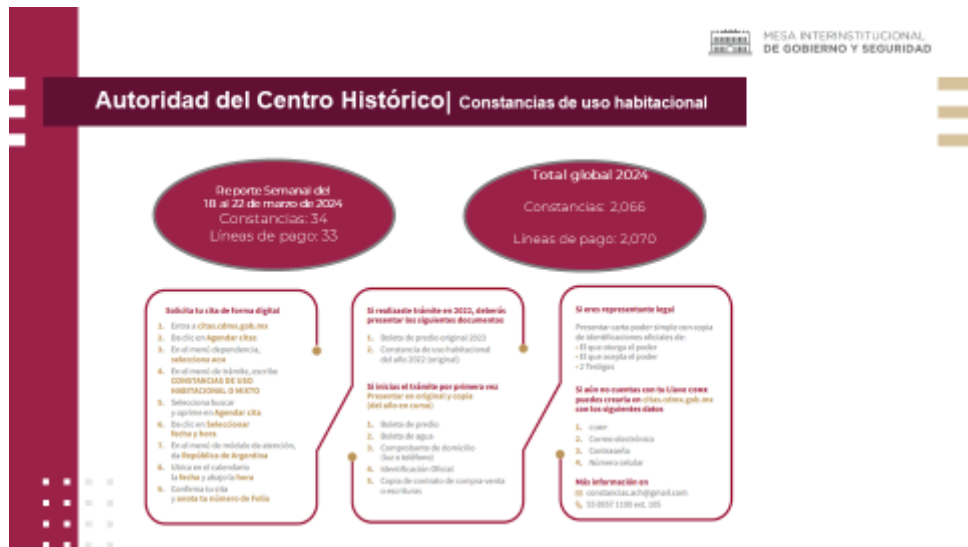 MESA INTERINSTITUCIONAL
DE GOBIERNO Y SEGURIDAD
Autoridad del Centro Histórico| Constancias de uso habitacional
Reporte Semanal del
18 al 22 de marzo de 2024
Constancias: 34
Líneas de pago: 33
Total global 2024
Constancias: 2,066
Líneas de pago: 2,070
Solicita tu cita de forma digital
1. Entra a citas.cdmx.gob.mx
2. Da clic en Agendar citas
3. En el menú dependencia,
selecciona ACH
4. En el menú de trámite, escribe
CONSTANCIAS DE USO
HABITACIONAL O MIXTO
5. Selecciona buscar
y oprime en Agendar cita
6. Da clic en Seleccionar
fecha y hora
7. En el menú de módulo de atención,
da República de Argentina
8. Ubica en el calendario
la fecha y abajo la hora
9. Confirma tu cita
y anota tu número de Folio
Si realizaste trámite en 2022, deberás
presentar los siguientes documentos
1. Boleta de predio original 2023
2. Constancia de uso habitacional
del año 2022 (original)
Si inicias el trámite por primera vez
Presentar en original y copia
(del año en curso)
1. Boleta de predio
2. Boleta de agua
3. Comprobante de domicilio
(luz o teléfono)
4. Identificación Oficial
5. Copia de contrato de compra-venta
o escrituras
Si eres representante legal
Presentar carta poder simple con copia
de identificaciones oficiales de:
• El que otorga el poder
• El que acepta el poder
• 2 Testigos
Si aún no cuentas con tu Llave CDMX
puedes crearla en citas.cdmx.gob.mx
con los siguientes datos
1. CURP
2. Correo electrónico
3. Contraseña
4. Número celular
Más información en
constancias.ach@gmail.com
55 8957 1100 ext. 105